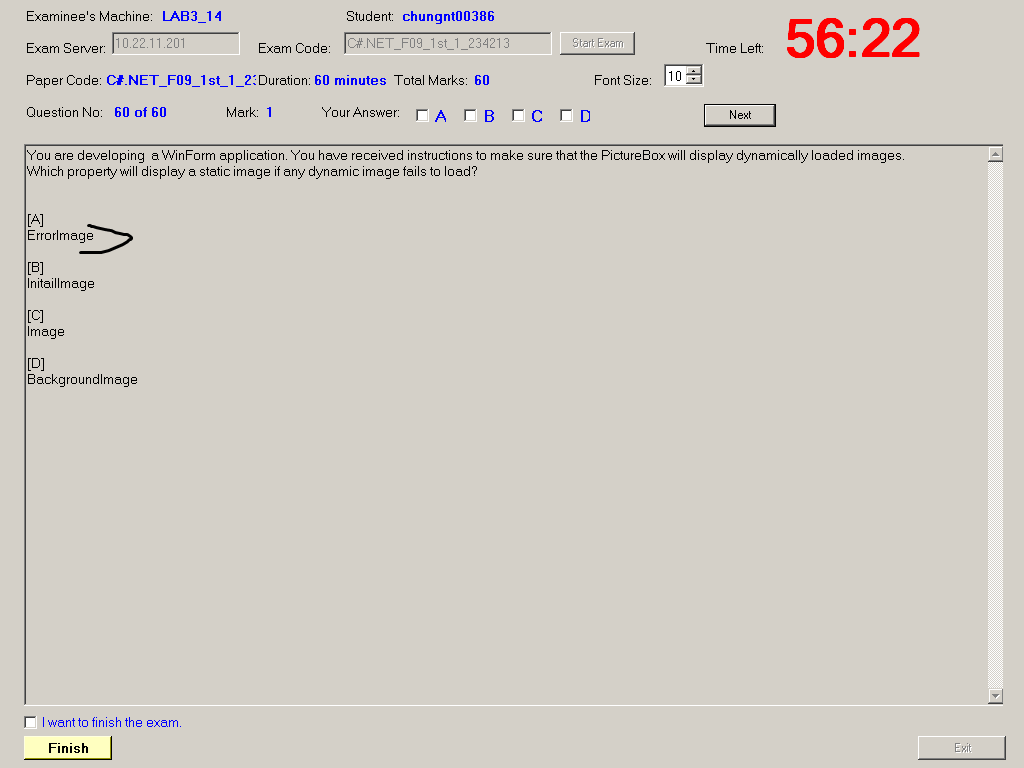 Examinee's Machine: LAB3_14 Student: chungnt00386
56:22
Exam Server: 10.22.11.201 Exam Code: C#.NET_F09_1st_1_234213 Start Exam Time Left:
Paper Code: C#.NET_F09_1st_1_23 Duration: 60 minutes Total Marks: 60 Font Size: 10
Question No: 60 of 60 Mark: 1 Your Answer: A B C D Next
You are developing a WinForm application. You have received instructions to make sure that the PictureBox will display dynamically loaded images.
Which property will display a static image if any dynamic image fails to load?
[A]
ErrorImage
[B]
InitailImage
[C]
Image
[D]
BackgroundImage
I want to finish the exam.
Finish Exit